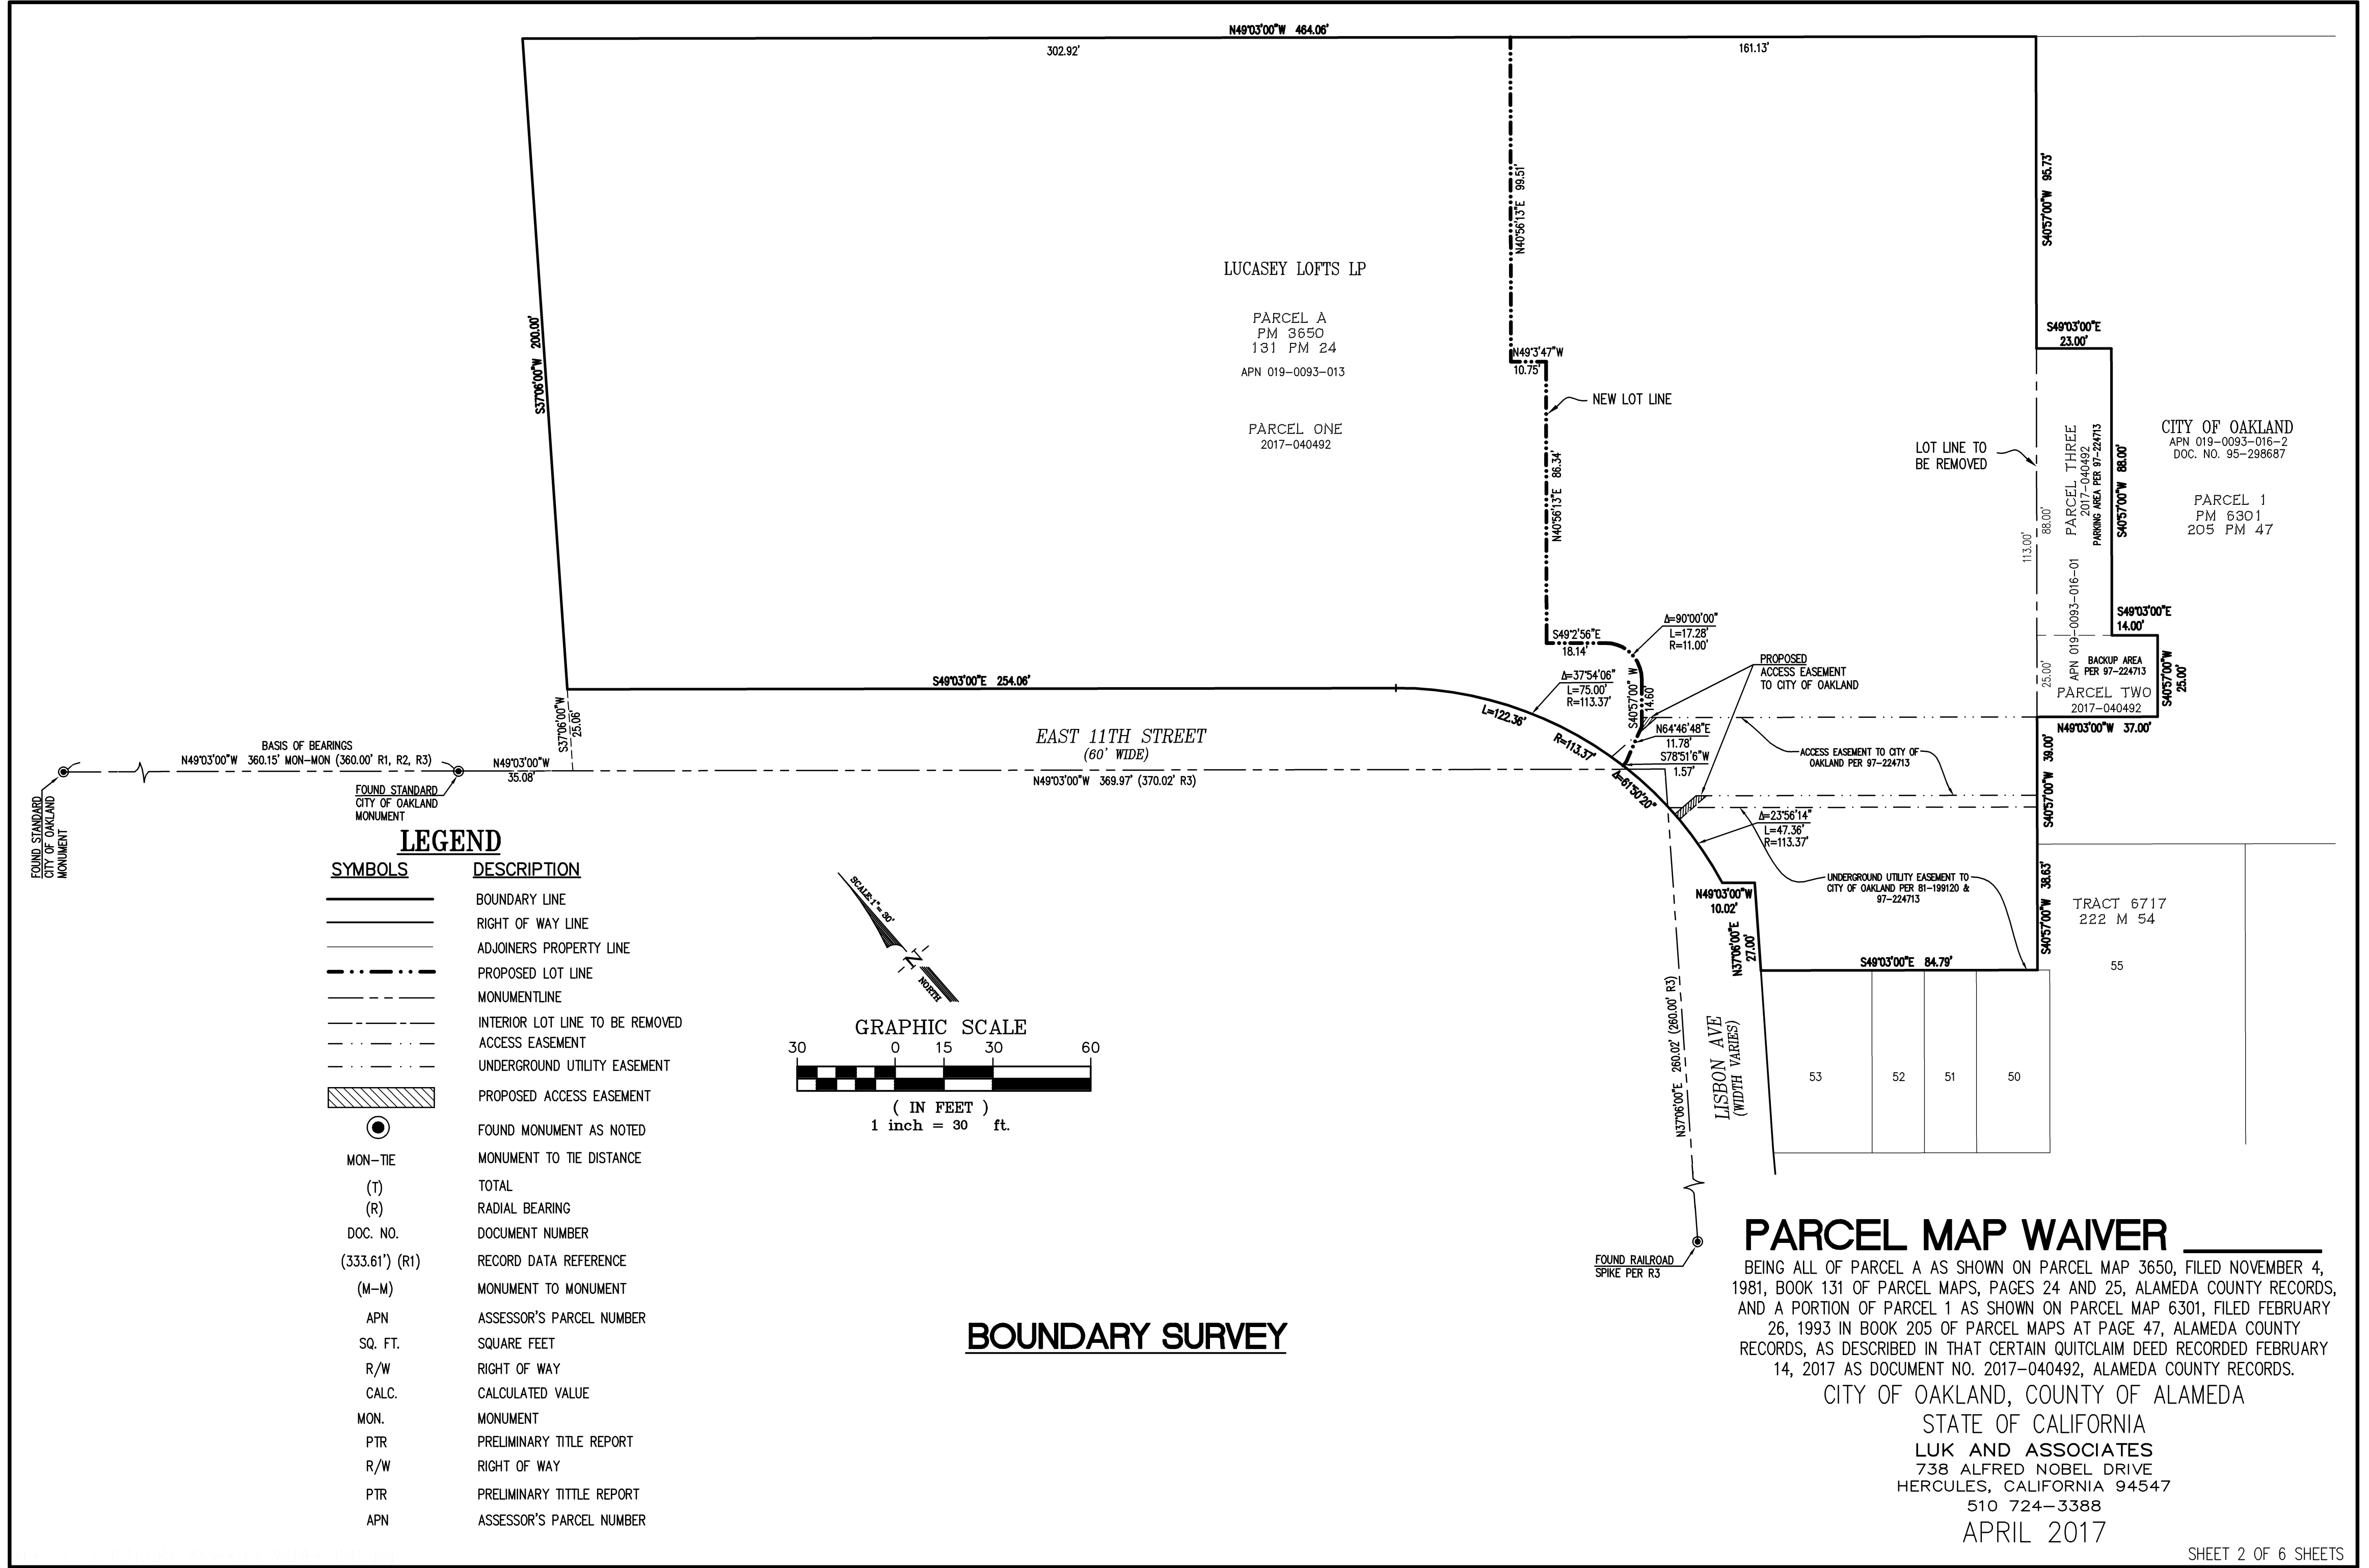 N49°03'00"W 464.06'
302.92'
161.13'
S37°06'00"W 200.00'
N40°56'13"E 99.51'
S40°57'00"W 95.73'
LUCASEY LOFTS LP
PARCEL A
PM 3650
131 PM 24
APN 019-0093-013
PARCEL ONE
2017-040492
N49°3'47"W
10.75'
NEW LOT LINE
N40°56'13"E 86.34'
S49°03'00"E
23.00'
LOT LINE TO
BE REMOVED
113.00'
88.00'
25.00'
APN 019-0093-016-01
PARCEL THREE
2017-040492
PARKING AREA PER 97-224713
S40°57'00"W 88.00'
CITY OF OAKLAND
APN 019-0093-016-2
DOC. NO. 95-298687
PARCEL 1
PM 6301
205 PM 47
S49°03'00"E
14.00'
BACKUP AREA
PER 97-224713
PARCEL TWO
2017-040492
S40°57'00"W
25.00'
N49°03'00"W 37.00'
S49°2'56"E
18.14'
Δ=90°00'00"
L=17.28'
R=11.00'
Δ=37°54'06"
L=75.00'
R=113.37'
S40°57'00" W
14.60'
PROPOSED
ACCESS EASEMENT
TO CITY OF OAKLAND
N64°46'48"E
11.78'
S78°51'6"W
1.57'
S49°03'00"E 254.06'
L=122.36'
R=113.37'
Δ=61°50'20"
S37°06'00"W
25.06'
EAST 11TH STREET
(60' WIDE)
BASIS OF BEARINGS
N49°03'00"W 360.15' MON-MON (360.00' R1, R2, R3)
N49°03'00"W
35.08'
N49°03'00"W 369.97' (370.02' R3)
FOUND STANDARD
CITY OF OAKLAND
MONUMENT
FOUND STANDARD
CITY OF OAKLAND
MONUMENT
ACCESS EASEMENT TO CITY OF
OAKLAND PER 97-224713
S40°57'00"W 39.00'
Δ=23°56'14"
L=47.36'
R=113.37'
UNDERGROUND UTILITY EASEMENT TO
CITY OF OAKLAND PER 81-199120 &
97-224713
S40°57'00"W 38.63'
N49°03'00"W
10.02'
N37°06'00"E
27.00'
S49°03'00"E 84.79'
TRACT 6717
222 M 54
55
53
52
51
50
N37°06'00"E 260.02' (260.00' R3)
LISBON AVE
(WIDTH VARIES)
FOUND RAILROAD
SPIKE PER R3
LEGEND
SYMBOLS DESCRIPTION
BOUNDARY LINE
RIGHT OF WAY LINE
ADJOINERS PROPERTY LINE
PROPOSED LOT LINE
MONUMENTLINE
INTERIOR LOT LINE TO BE REMOVED
ACCESS EASEMENT
UNDERGROUND UTILITY EASEMENT
PROPOSED ACCESS EASEMENT
FOUND MONUMENT AS NOTED
MON-TIE MONUMENT TO TIE DISTANCE
(T) TOTAL
(R) RADIAL BEARING
DOC. NO. DOCUMENT NUMBER
(333.61') (R1) RECORD DATA REFERENCE
(M-M) MONUMENT TO MONUMENT
APN ASSESSOR'S PARCEL NUMBER
SQ. FT. SQUARE FEET
R/W RIGHT OF WAY
CALC. CALCULATED VALUE
MON. MONUMENT
PTR PRELIMINARY TITLE REPORT
R/W RIGHT OF WAY
PTR PRELIMINARY TITTLE REPORT
APN ASSESSOR'S PARCEL NUMBER
SCALE:1"= 30'
N
NORTH
GRAPHIC SCALE
30 0 15 30 60
( IN FEET )
1 inch = 30 ft.
BOUNDARY SURVEY
PARCEL MAP WAIVER
BEING ALL OF PARCEL A AS SHOWN ON PARCEL MAP 3650, FILED NOVEMBER 4,
1981, BOOK 131 OF PARCEL MAPS, PAGES 24 AND 25, ALAMEDA COUNTY RECORDS,
AND A PORTION OF PARCEL 1 AS SHOWN ON PARCEL MAP 6301, FILED FEBRUARY
26, 1993 IN BOOK 205 OF PARCEL MAPS AT PAGE 47, ALAMEDA COUNTY
RECORDS, AS DESCRIBED IN THAT CERTAIN QUITCLAIM DEED RECORDED FEBRUARY
14, 2017 AS DOCUMENT NO. 2017-040492, ALAMEDA COUNTY RECORDS.
CITY OF OAKLAND, COUNTY OF ALAMEDA
STATE OF CALIFORNIA
LUK AND ASSOCIATES
738 ALFRED NOBEL DRIVE
HERCULES, CALIFORNIA 94547
510 724-3388
APRIL 2017
SHEET 2 OF 6 SHEETS